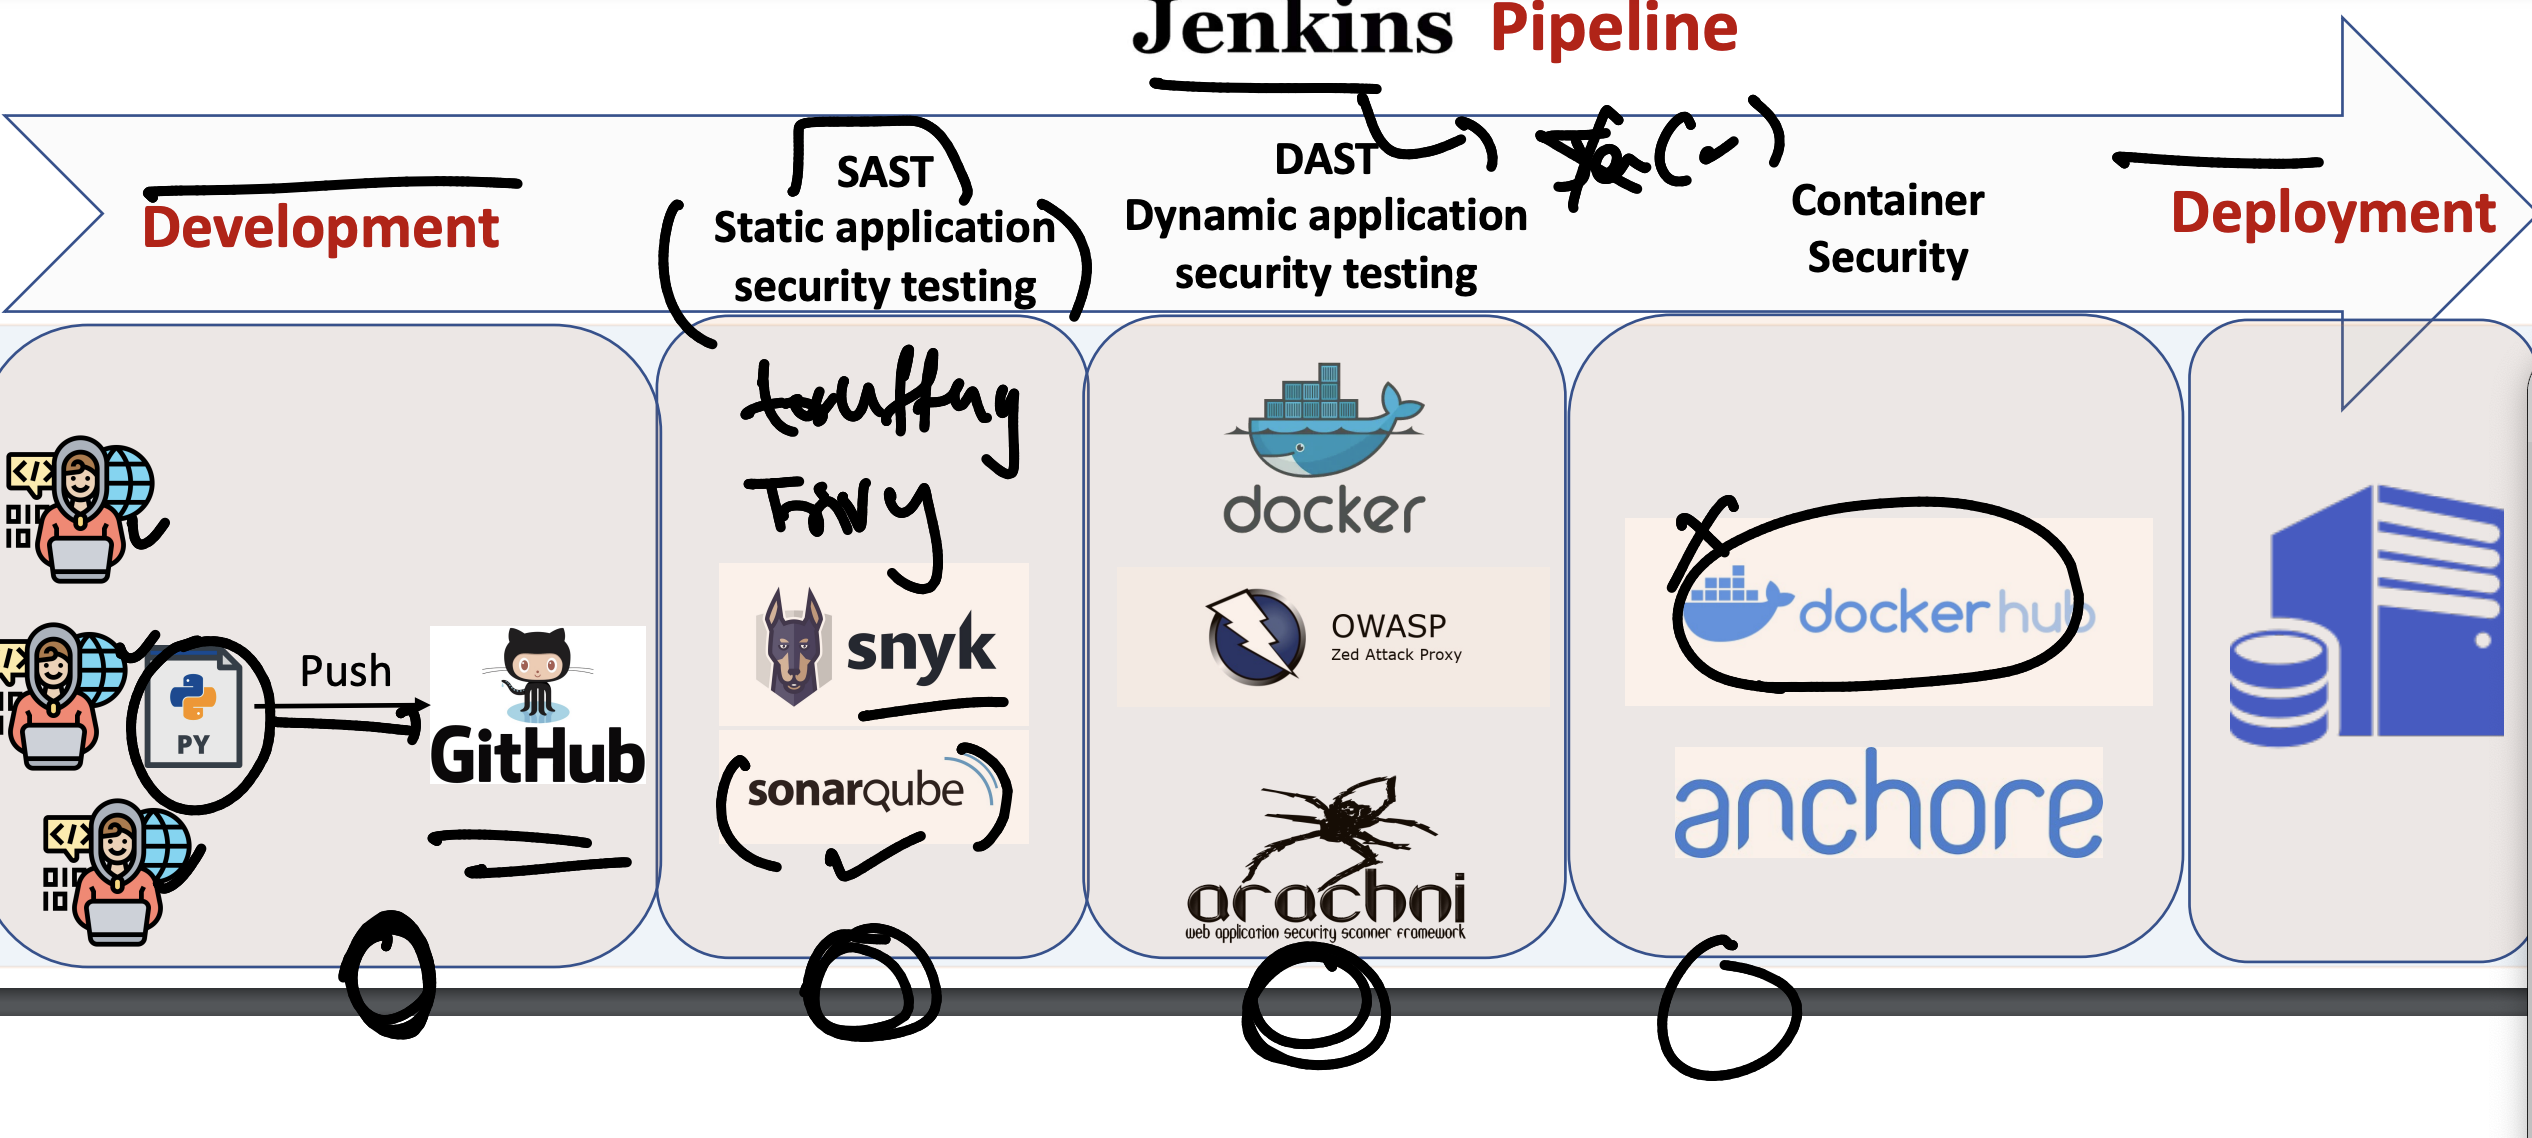 Jenkins Pipeline
Development
SAST
Static application
security testing
DAST
Dynamic application
security testing
Container
Security
Deployment
Push
PY
GitHub
Trivy
snyk
sonarqube
docker
OWASP
Zed Attack Proxy
arachni
web application security scanner framework
docker hub
anchore